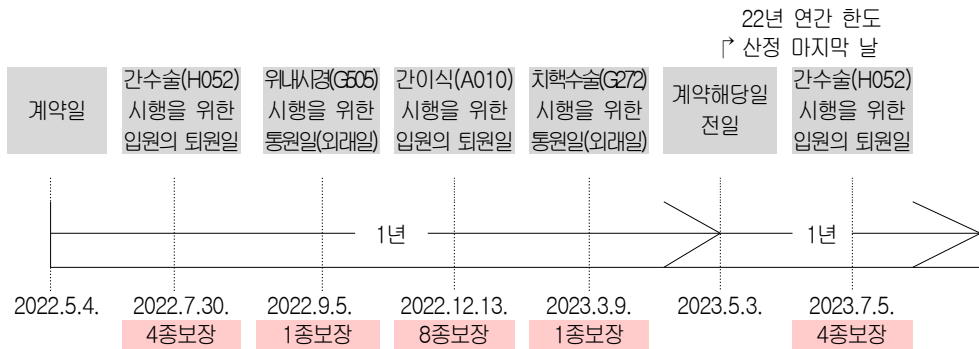 22년 연간 한도
산정 마지막 날
계약일
간수술(H052)
시행을 위한
입원의 퇴원일
위내시경(G505)
시행을 위한
통원일(외래일)
간이식(A010)
시행을 위한
입원의 퇴원일
치핵수술(G272)
시행을 위한
통원일(외래일)
계약해당일
전일
간수술(H052)
시행을 위한
입원의 퇴원일
1년
1년
2022.5.4.
2022.7.30.
2022.9.5.
2022.12.13.
2023.3.9.
2023.5.3.
2023.7.5.
4종보장
1종보장
8종보장
1종보장
4종보장